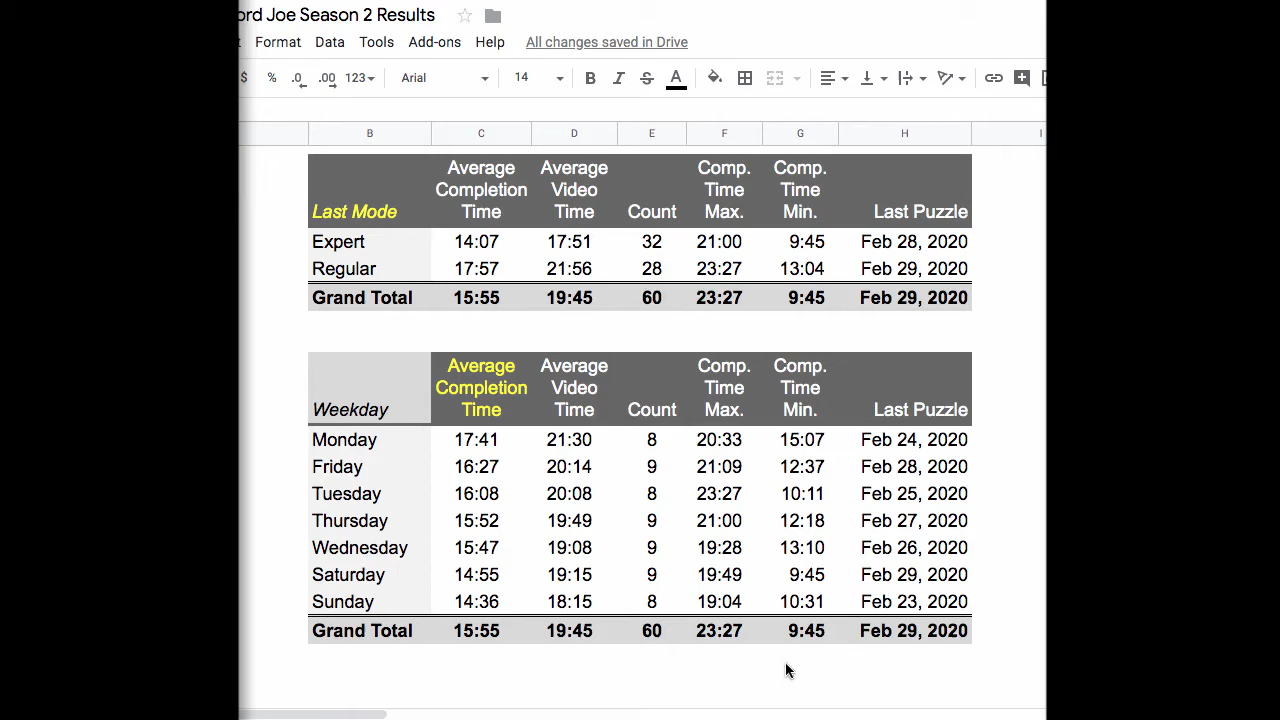 ord Joe Season 2 Results
Format Data Tools Add-ons Help All changes saved in Drive
$ % .0 .00 123 Arial 14 B I S A
B C D E F G H I
Last Mode Average Completion Time Average Video Time Count Comp. Time Max. Comp. Time Min. Last Puzzle
Expert 14:07 17:51 32 21:00 9:45 Feb 28, 2020
Regular 17:57 21:56 28 23:27 13:04 Feb 29, 2020
Grand Total 15:55 19:45 60 23:27 9:45 Feb 29, 2020
Weekday Average Completion Time Average Video Time Count Comp. Time Max. Comp. Time Min. Last Puzzle
Monday 17:41 21:30 8 20:33 15:07 Feb 24, 2020
Friday 16:27 20:14 9 21:09 12:37 Feb 28, 2020
Tuesday 16:08 20:08 8 23:27 10:11 Feb 25, 2020
Thursday 15:52 19:49 9 21:00 12:18 Feb 27, 2020
Wednesday 15:47 19:08 9 19:28 13:10 Feb 26, 2020
Saturday 14:55 19:15 9 19:49 9:45 Feb 29, 2020
Sunday 14:36 18:15 8 19:04 10:31 Feb 23, 2020
Grand Total 15:55 19:45 60 23:27 9:45 Feb 29, 2020